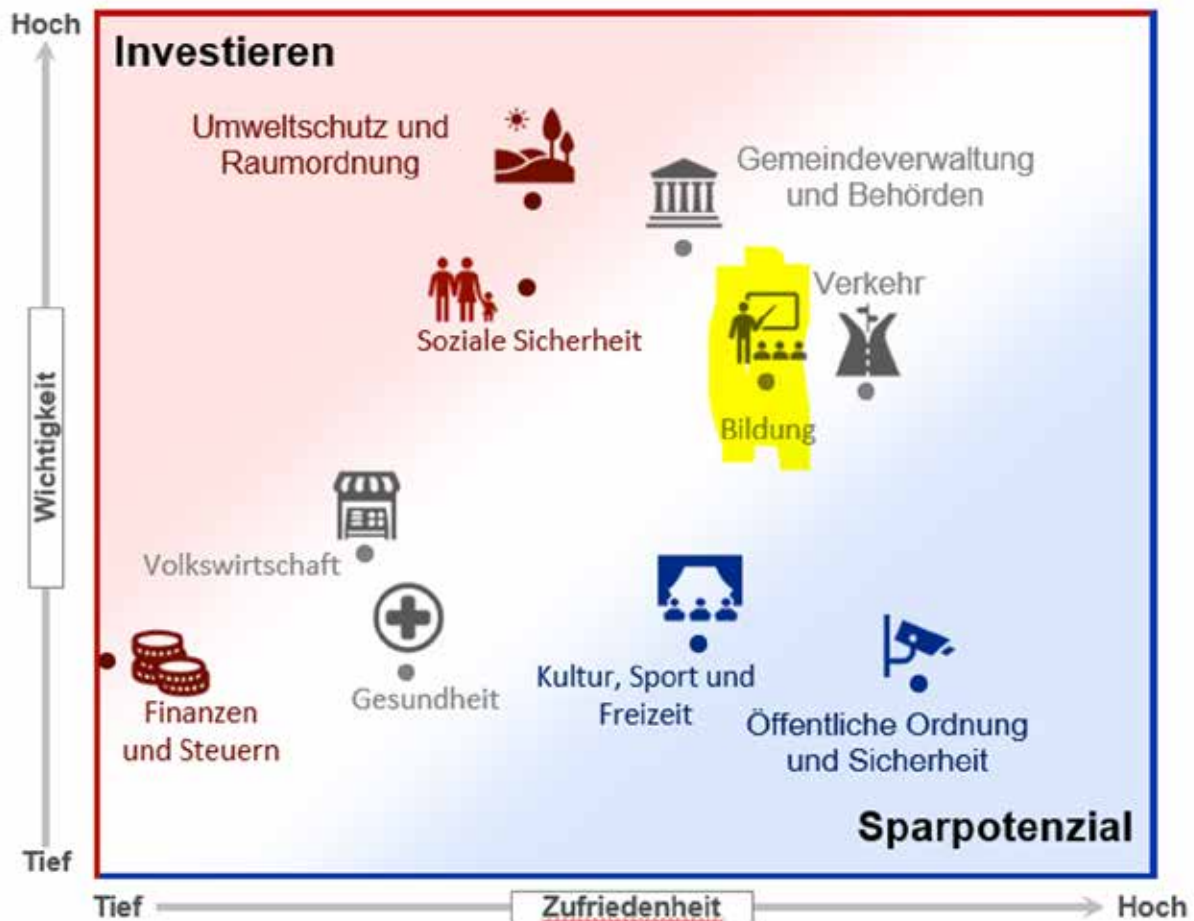 Hoch
Investieren
Umweltschutz und
Raumordnung
Gemeindeverwaltung
und Behörden
Verkehr
Soziale Sicherheit
Bildung
Wichtigkeit
Volkswirtschaft
Gesundheit
Finanzen
und Steuern
Kultur, Sport und
Freizeit
Öffentliche Ordnung
und Sicherheit
Sparpotenzial
Tief
Tief
Zufriedenheit
Hoch